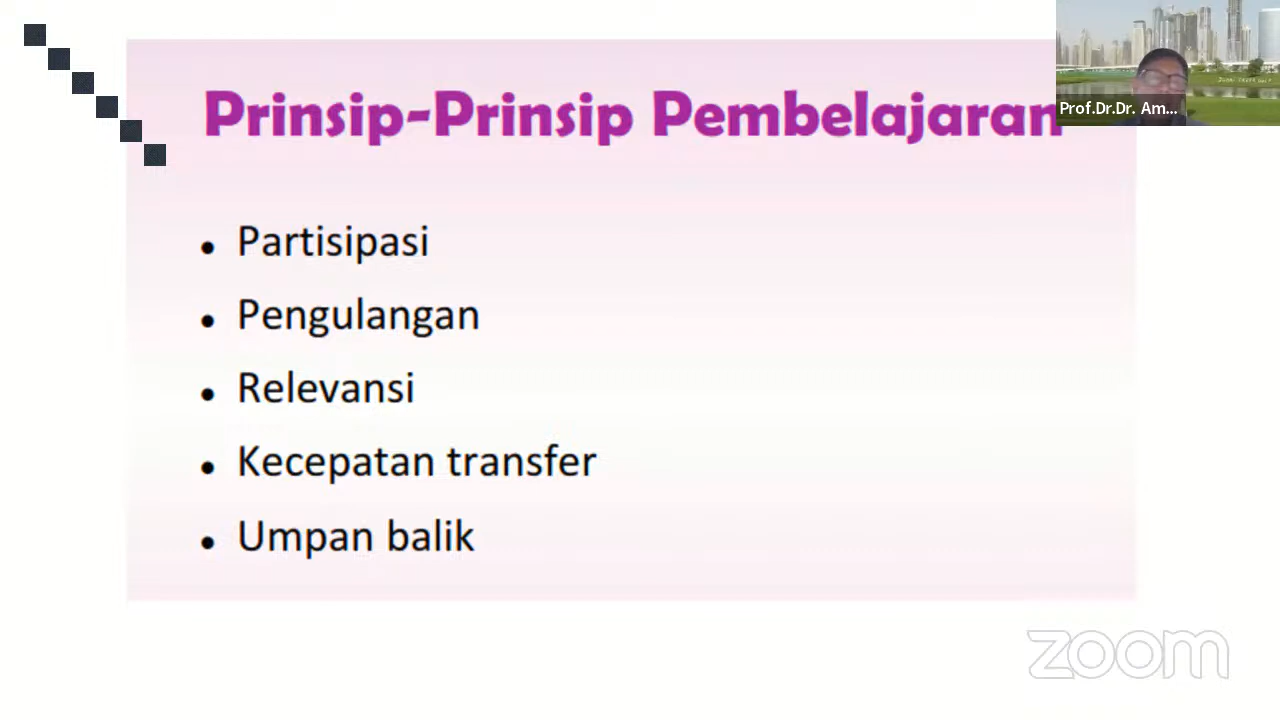 Prinsip-Prinsip Pembelajaran
Prof.Dr.Dr. Am...
• Partisipasi
• Pengulangan
• Relevansi
• Kecepatan transfer
• Umpan balik
zoom